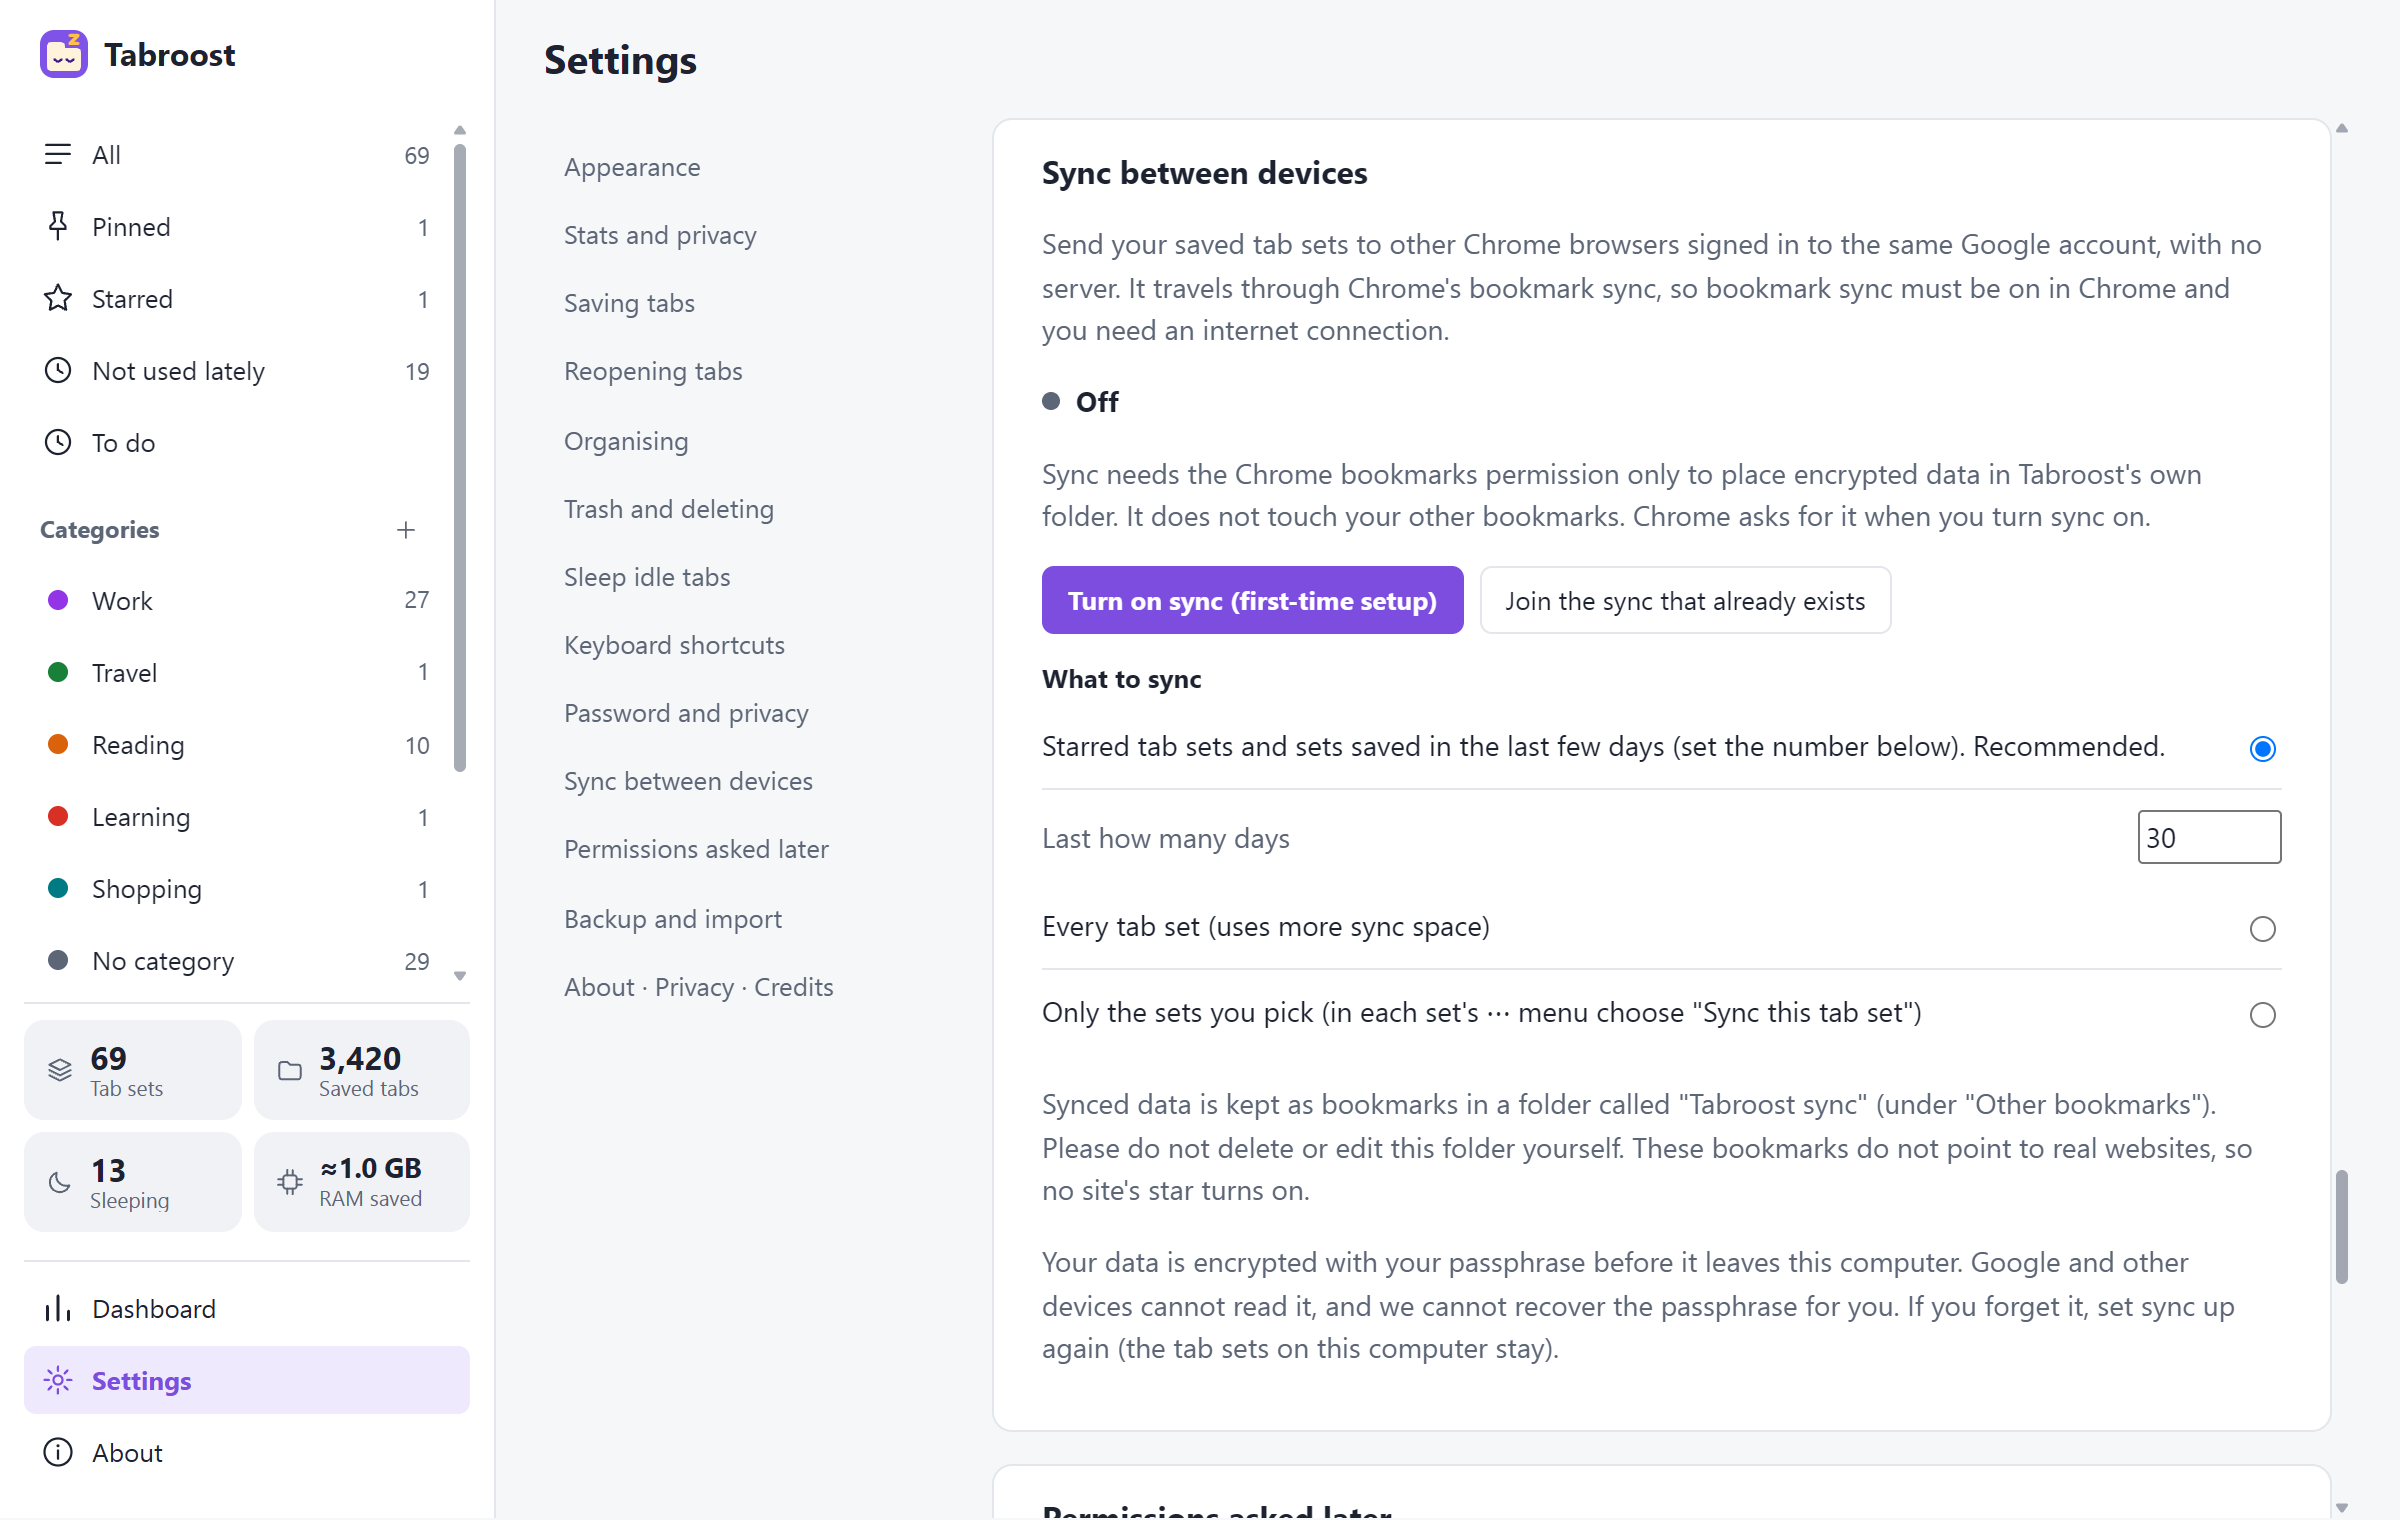 Tabroost
All 69
Pinned 1
Starred 1
Not used lately 19
To do
Categories +
Work 27
Travel 1
Reading 10
Learning 1
Shopping 1
No category 29
69
Tab sets
3,420
Saved tabs
13
Sleeping
≈1.0 GB
RAM saved
Dashboard
Settings
About
Settings
Appearance
Stats and privacy
Saving tabs
Reopening tabs
Organising
Trash and deleting
Sleep idle tabs
Keyboard shortcuts
Password and privacy
Sync between devices
Permissions asked later
Backup and import
About · Privacy · Credits
Sync between devices
Send your saved tab sets to other Chrome browsers signed in to the same Google account, with no
server. It travels through Chrome's bookmark sync, so bookmark sync must be on in Chrome and
you need an internet connection.
Off
Sync needs the Chrome bookmarks permission only to place encrypted data in Tabroost's own
folder. It does not touch your other bookmarks. Chrome asks for it when you turn sync on.
Turn on sync (first-time setup)
Join the sync that already exists
What to sync
Starred tab sets and sets saved in the last few days (set the number below). Recommended.
Last how many days 30
Every tab set (uses more sync space)
Only the sets you pick (in each set's ⋯ menu choose "Sync this tab set")
Synced data is kept as bookmarks in a folder called "Tabroost sync" (under "Other bookmarks").
Please do not delete or edit this folder yourself. These bookmarks do not point to real websites, so
no site's star turns on.
Your data is encrypted with your passphrase before it leaves this computer. Google and other
devices cannot read it, and we cannot recover the passphrase for you. If you forget it, set sync up
again (the tab sets on this computer stay).
Permissions asked later